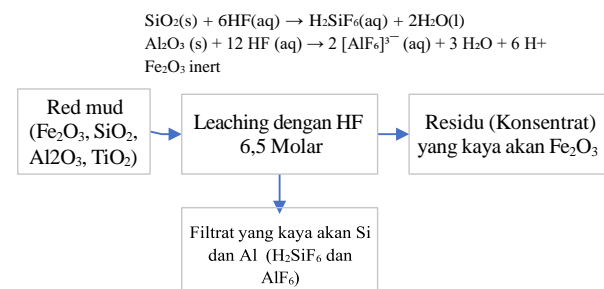 SiO₂(s) + 6HF(aq) → H₂SiF₆(aq) + 2H₂O(l)
Al₂O₃ (s) + 12 HF (aq) → 2 [AlF₆]³⁻ (aq) + 3 H₂O + 6 H+
Fe₂O₃ inert
Red mud
(Fe₂O₃, SiO₂,
Al2O₃, TiO₂)
Leaching dengan HF
6,5 Molar
Residu (Konsentrat)
yang kaya akan Fe₂O₃
Filtrat yang kaya akan Si
dan Al (H₂SiF₆ dan
AlF₆)